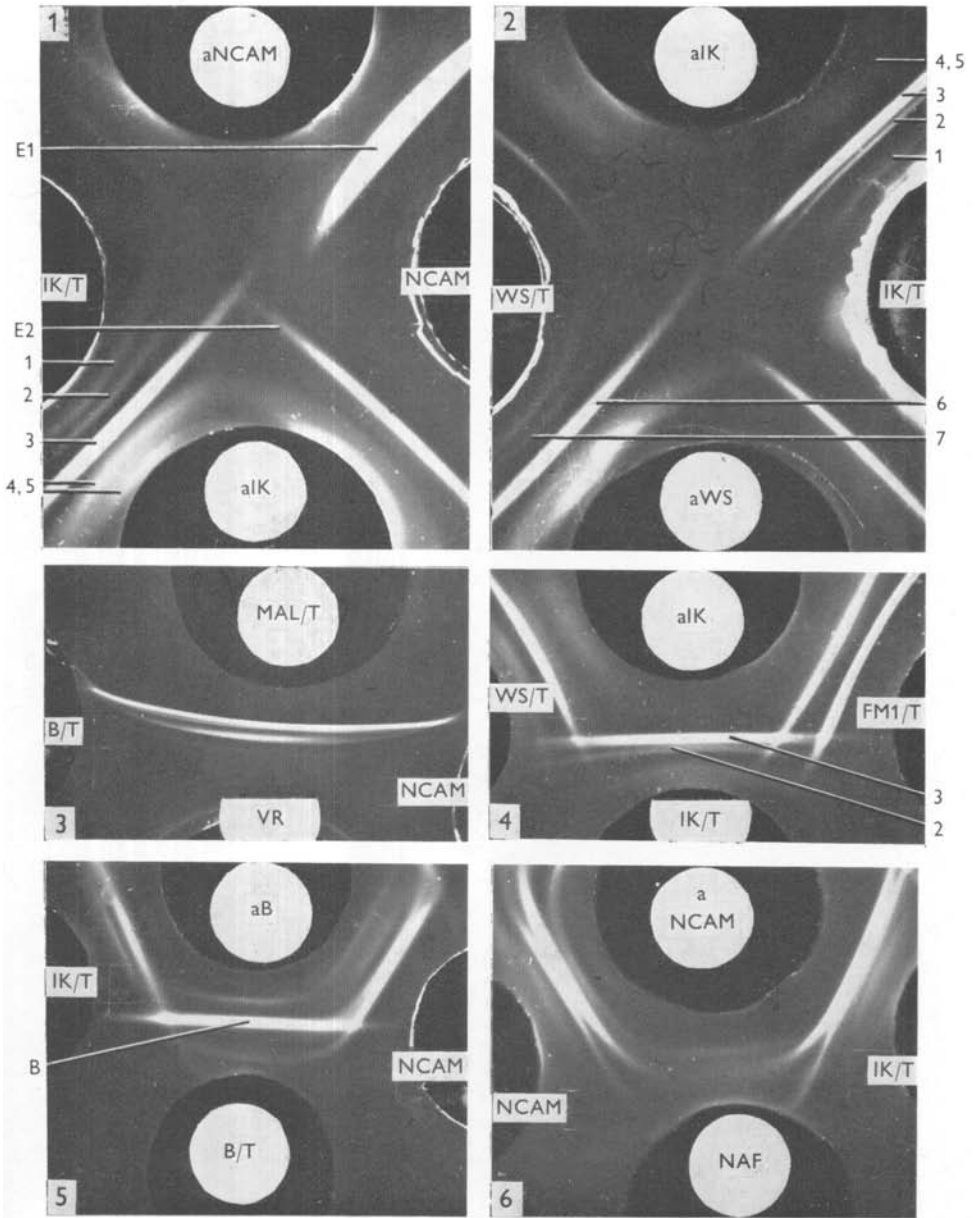 1
aNCAM
E1
IK/T
NCAM
E2
1
2
3
4, 5
aIK
2
aIK
4, 5
3
2
1
WS/T
IK/T
6
7
aWS
MAL/T
B/T
NCAM
3
VR
aIK
WS/T
FM1/T
3
2
4
IK/T
aB
IK/T
B
NCAM
5
B/T
a
NCAM
NCAM
IK/T
6
NAF